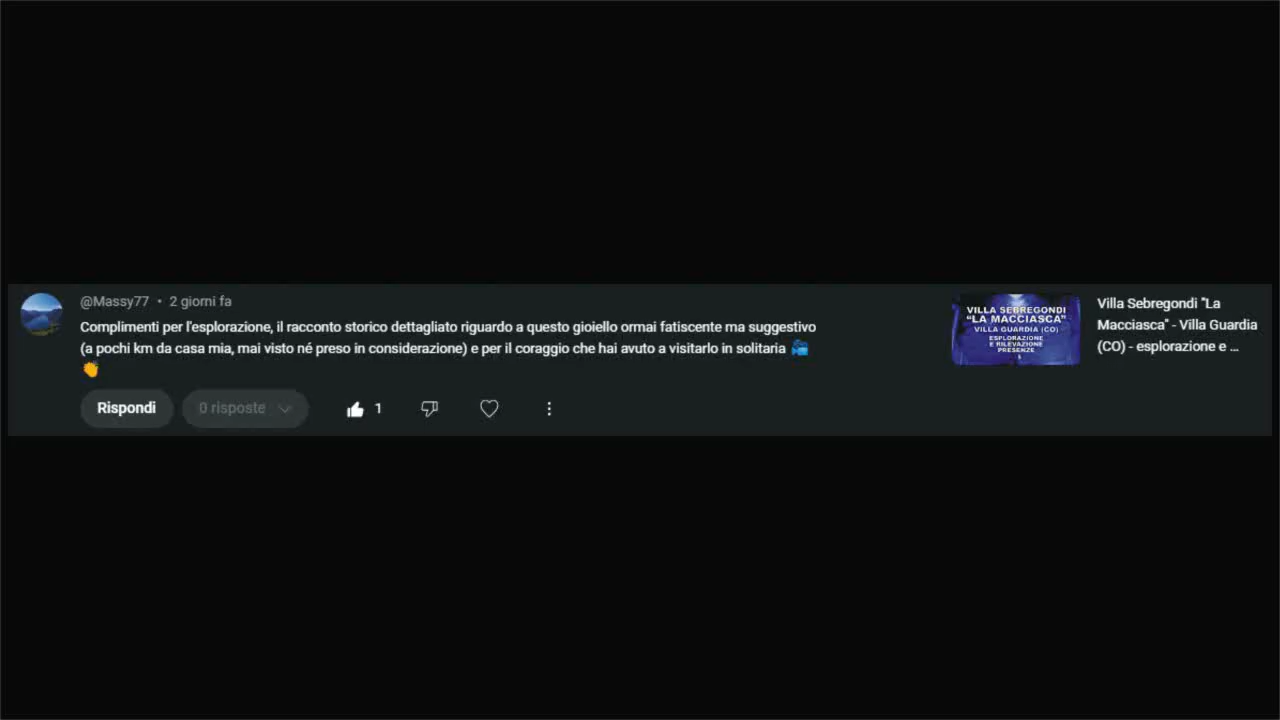 @Massy77 • 2 giorni fa
Complimenti per l'esplorazione, il racconto storico dettagliato riguardo a questo gioiello ormai fatiscente ma suggestivo
(a pochi km da casa mia, mai visto né preso in considerazione) e per il coraggio che hai avuto a visitarlo in solitaria 🎦
👏
Rispondi
0 risposte
1
VILLA SEBREGONDI
"LA MACCIASCA"
VILLA GUARDIA (CO)
ESPLORAZIONE
E RILEVAZIONE
PRESENZE
Villa Sebregondi "La
Macciasca" - Villa Guardia
(CO) - esplorazione e ...